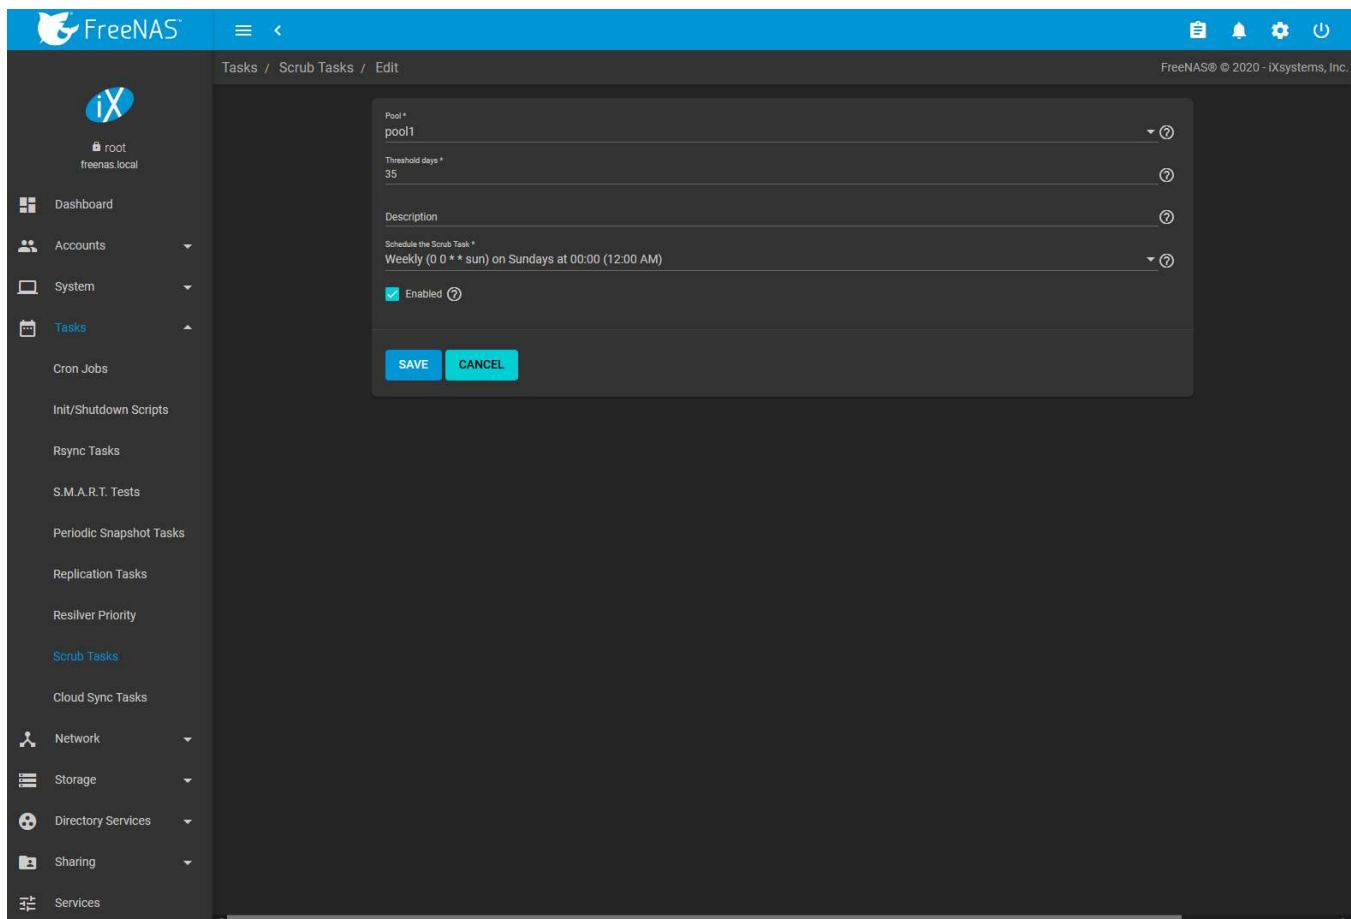 FreeNAS™
Tasks / Scrub Tasks / Edit
FreeNAS® © 2020 - iXsystems, Inc.
iX
root
freenas.local
Dashboard
Accounts
System
Tasks
Cron Jobs
Init/Shutdown Scripts
Rsync Tasks
S.M.A.R.T. Tests
Periodic Snapshot Tasks
Replication Tasks
Resilver Priority
Scrub Tasks
Cloud Sync Tasks
Network
Storage
Directory Services
Sharing
Services
Pool *
pool1
Threshold days *
35
Description
Schedule the Scrub Task *
Weekly (0 0 * * sun) on Sundays at 00:00 (12:00 AM)
Enabled
SAVE CANCEL